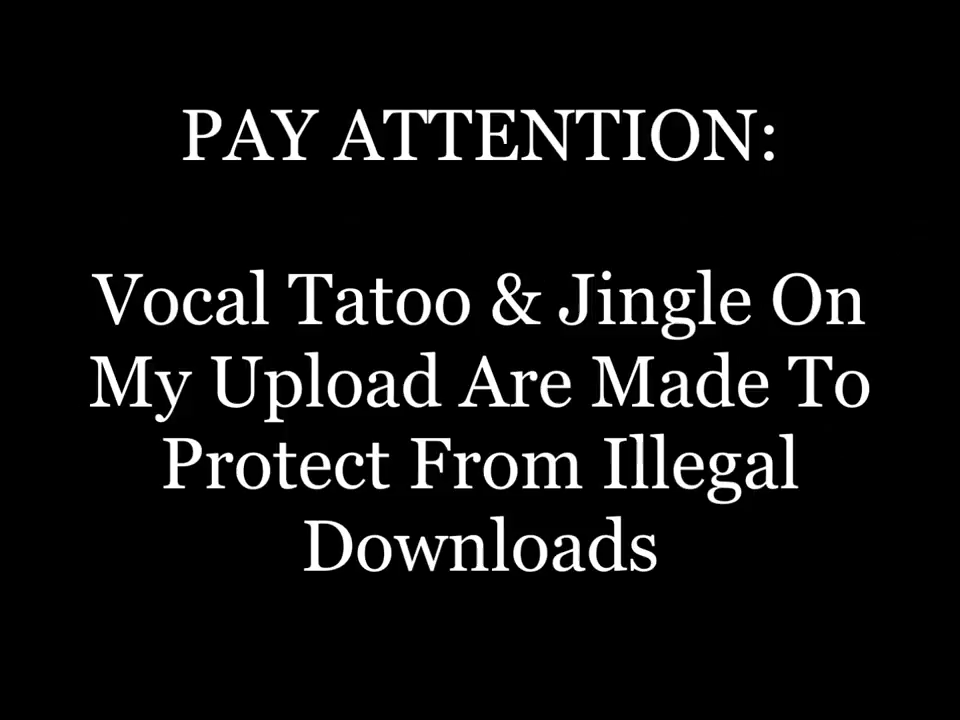 PAY ATTENTION:
Vocal Tatoo & Jingle On
My Upload Are Made To
Protect From Illegal
Downloads